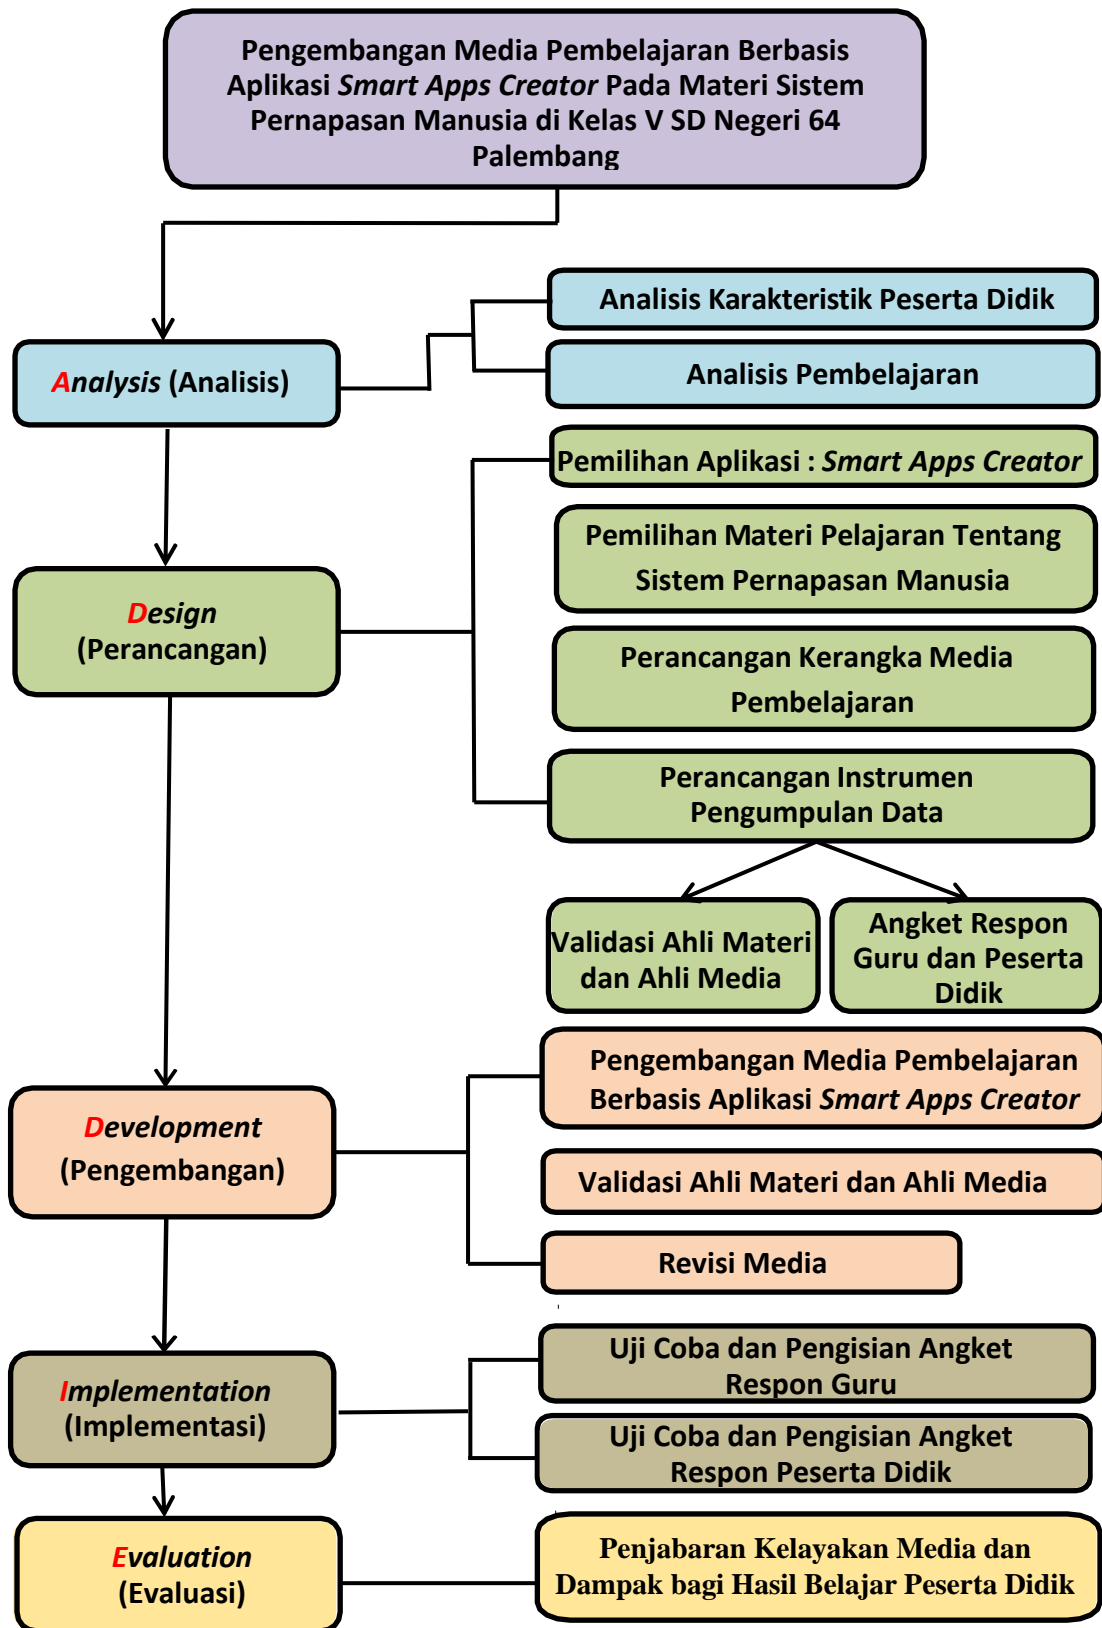 Pengembangan Media Pembelajaran Berbasis
Aplikasi Smart Apps Creator Pada Materi Sistem
Pernapasan Manusia di Kelas V SD Negeri 64
Palembang
Analysis (Analisis)
Analisis Karakteristik Peserta Didik
Analisis Pembelajaran
Design
(Perancangan)
Pemilihan Aplikasi : Smart Apps Creator
Pemilihan Materi Pelajaran Tentang
Sistem Pernapasan Manusia
Perancangan Kerangka Media
Pembelajaran
Perancangan Instrumen
Pengumpulan Data
Validasi Ahli Materi
dan Ahli Media
Angket Respon
Guru dan Peserta
Didik
Development
(Pengembangan)
Pengembangan Media Pembelajaran
Berbasis Aplikasi Smart Apps Creator
Validasi Ahli Materi dan Ahli Media
Revisi Media
Implementation
(Implementasi)
Uji Coba dan Pengisian Angket
Respon Guru
Uji Coba dan Pengisian Angket
Respon Peserta Didik
Evaluation
(Evaluasi)
Penjabaran Kelayakan Media dan
Dampak bagi Hasil Belajar Peserta Didik